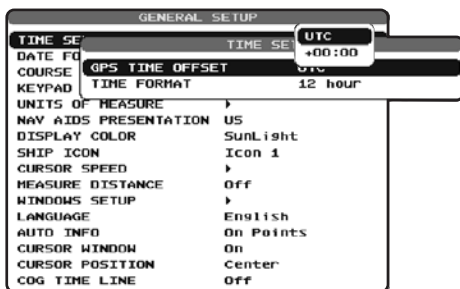 GENERAL SETUP
TIME SE
TIME SE
UTC
+00:00
DATE FO
GPS TIME OFFSET
COURSE
TIME FORMAT 12 hour
KEYPAD
UNITS OF MEASURE
NAV AIDS PRESENTATION US
DISPLAY COLOR SunLight
SHIP ICON Icon 1
CURSOR SPEED
MEASURE DISTANCE Off
WINDOWS SETUP
LANGUAGE English
AUTO INFO On Points
CURSOR WINDOW On
CURSOR POSITION Center
COG TIME LINE Off